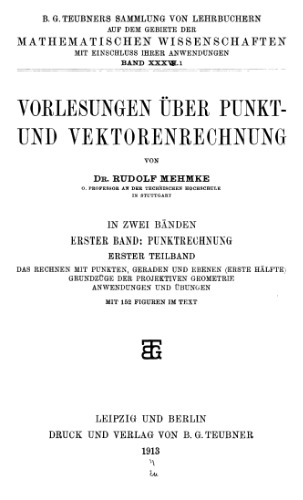 B. G. TEUBNERS SAMMLUNG VON LEHRBUCHERN
AUF DEM GEBIETE DER
MATHEMATISCHEN WISSENSCHAFTEN
MIT EINSCHLUSS IHRER ANWENDUNGEN
BAND
VORLESUNGEN ÜBER PUNKT-
UND VEKTORENRECHNUNG
VON
DR. RUDOLF MEHMKE
O. PROFESSOR AN DER TECHNISCHEN HOCHSCHULE
IN STUTTGART
IN ZWEI BÄNDEN
ERSTER BAND: PUNKTRECHNUNG
ERSTER TEILBAND
DAS RECHNEN MIT PUNKTEN, GERADEN UND EBENEN (ERSTE HÄLFTE)
GRUNDZÜGE DER PROJEKTIVEN GEOMETRIE
ANWENDUNGEN UND ÜBUNGEN
MIT 152 FIGUREN IM TEXT
LEIPZIG UND BERLIN
DRUCK UND VERLAG VON B. G. TEUBNER
1913